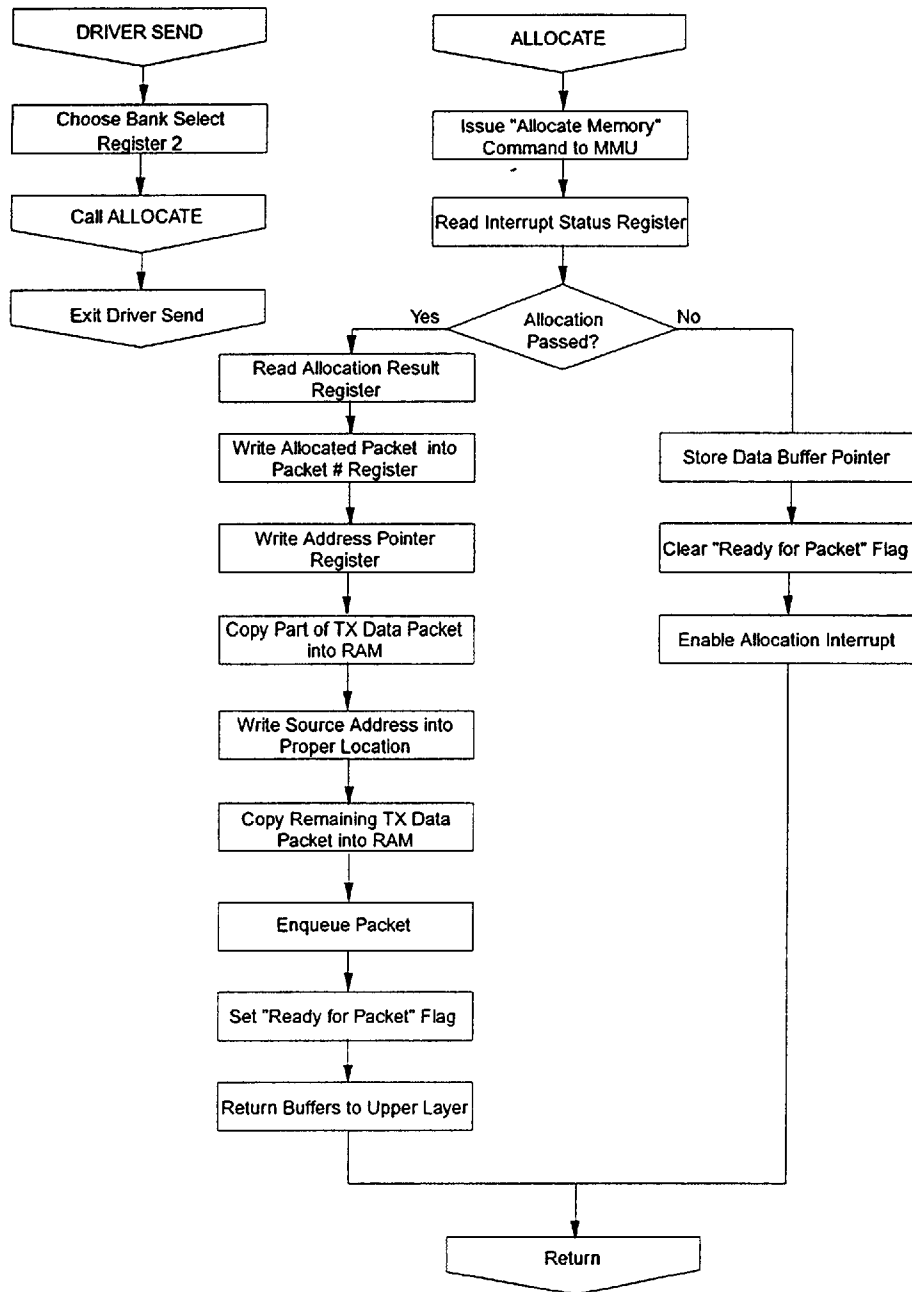 DRIVER SEND
Choose Bank Select
Register 2
Call ALLOCATE
Exit Driver Send
ALLOCATE
Issue "Allocate Memory"
Command to MMU
Read Interrupt Status Register
Allocation
Passed?
Yes
No
Read Allocation Result
Register
Write Allocated Packet into
Packet # Register
Write Address Pointer
Register
Copy Part of TX Data Packet
into RAM
Write Source Address into
Proper Location
Copy Remaining TX Data
Packet into RAM
Enqueue Packet
Set "Ready for Packet" Flag
Return Buffers to Upper Layer
Store Data Buffer Pointer
Clear "Ready for Packet" Flag
Enable Allocation Interrupt
Return